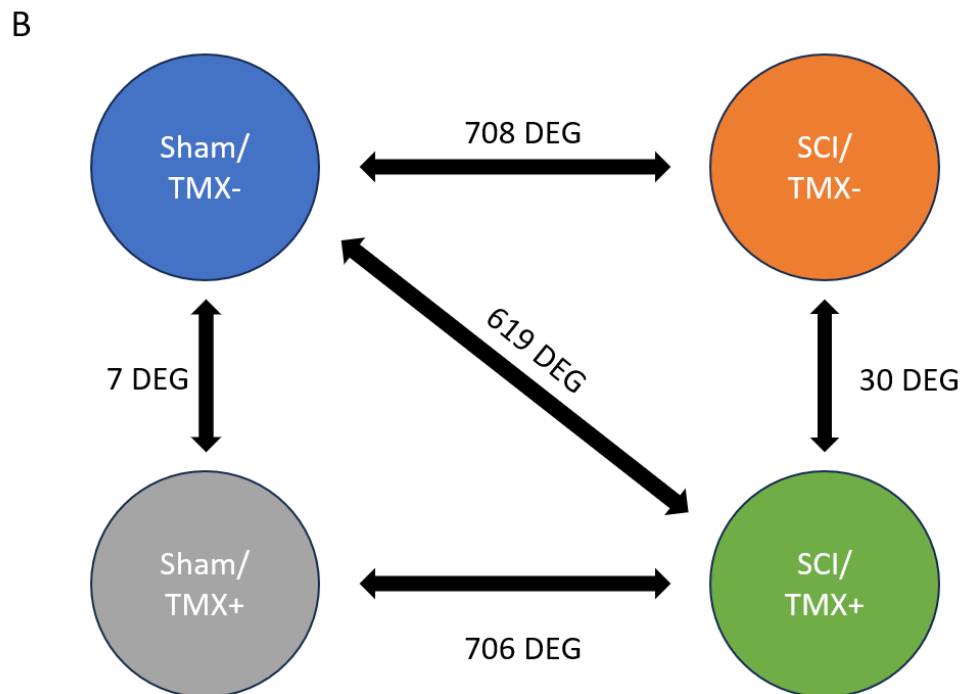 B
Sham/
TMX-
708 DEG
SCI/
TMX-
619 DEG
7 DEG
30 DEG
Sham/
TMX+
706 DEG
SCI/
TMX+